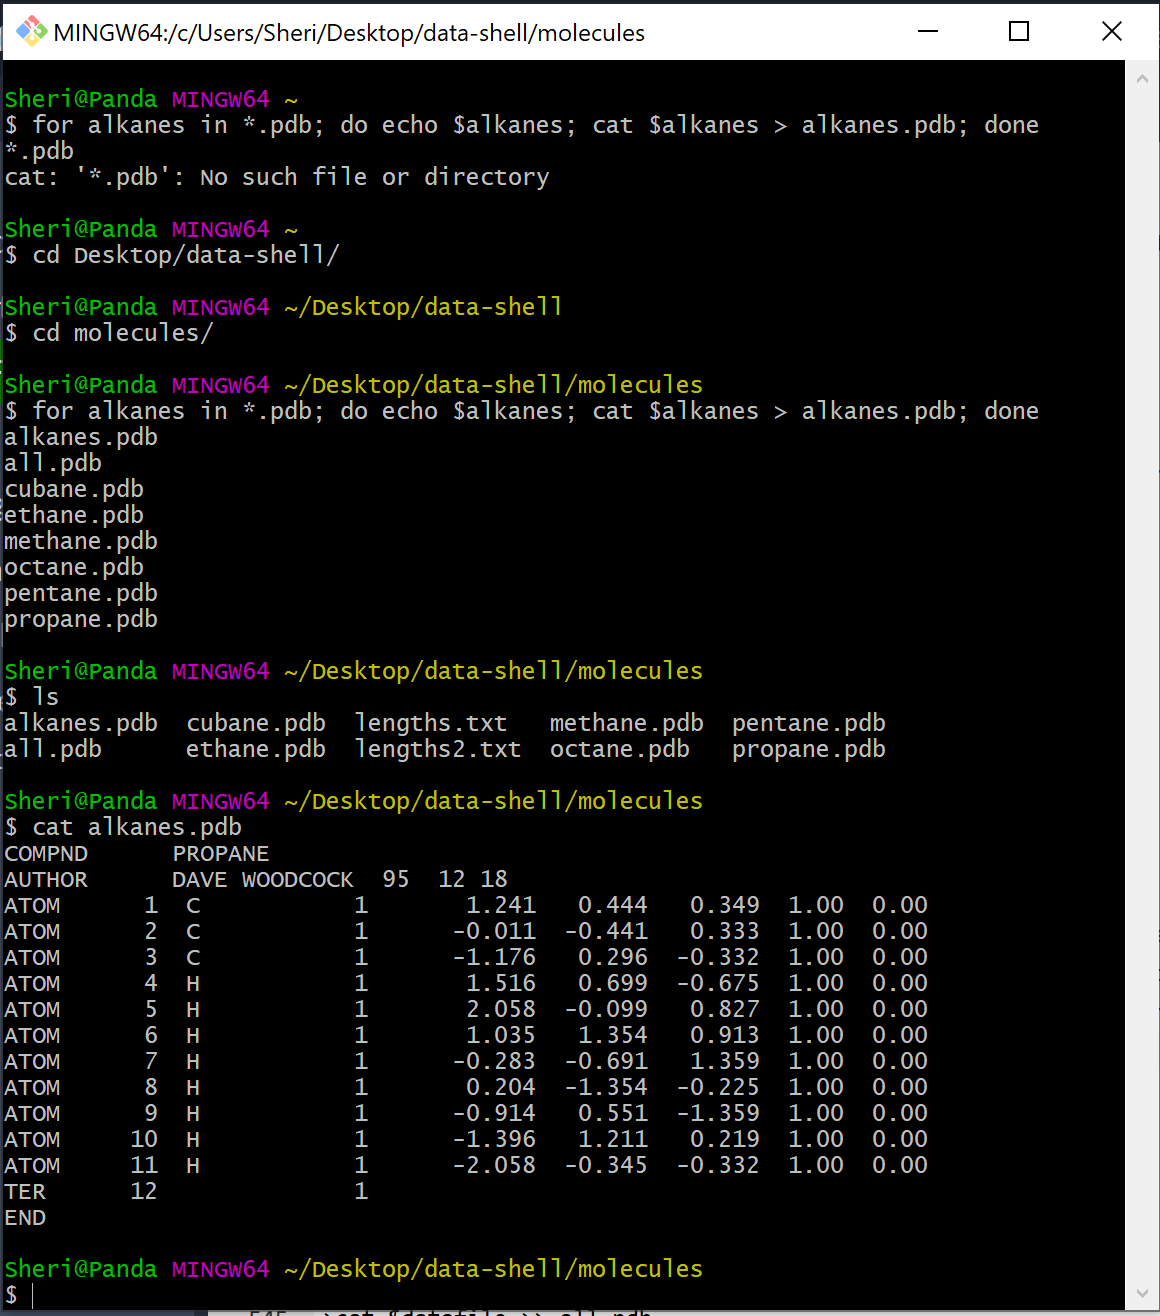 MINGW64:/c/Users/Sheri/Desktop/data-shell/molecules
Sheri@Panda MINGW64 ~
$ for alkanes in *.pdb; do echo $alkanes; cat $alkanes > alkanes.pdb; done
*.pdb
cat: '*.pdb': No such file or directory
Sheri@Panda MINGW64 ~
$ cd Desktop/data-shell/
Sheri@Panda MINGW64 ~/Desktop/data-shell
$ cd molecules/
Sheri@Panda MINGW64 ~/Desktop/data-shell/molecules
$ for alkanes in *.pdb; do echo $alkanes; cat $alkanes > alkanes.pdb; done
alkanes.pdb
all.pdb
cubane.pdb
ethane.pdb
methane.pdb
octane.pdb
pentane.pdb
propane.pdb
Sheri@Panda MINGW64 ~/Desktop/data-shell/molecules
$ ls
alkanes.pdb  cubane.pdb  lengths.txt   methane.pdb  pentane.pdb
all.pdb      ethane.pdb  lengths2.txt  octane.pdb   propane.pdb
Sheri@Panda MINGW64 ~/Desktop/data-shell/molecules
$ cat alkanes.pdb
COMPND      PROPANE
AUTHOR      DAVE WOODCOCK  95  12 18
ATOM      1  C           1       1.241   0.444   0.349  1.00  0.00
ATOM      2  C           1      -0.011  -0.441   0.333  1.00  0.00
ATOM      3  C           1      -1.176   0.296  -0.332  1.00  0.00
ATOM      4  H           1       1.516   0.699  -0.675  1.00  0.00
ATOM      5  H           1       2.058  -0.099   0.827  1.00  0.00
ATOM      6  H           1       1.035   1.354   0.913  1.00  0.00
ATOM      7  H           1      -0.283  -0.691   1.359  1.00  0.00
ATOM      8  H           1       0.204  -1.354  -0.225  1.00  0.00
ATOM      9  H           1      -0.914   0.551  -1.359  1.00  0.00
ATOM     10  H           1      -1.396   1.211   0.219  1.00  0.00
ATOM     11  H           1      -2.058  -0.345  -0.332  1.00  0.00
TER      12              1
END
Sheri@Panda MINGW64 ~/Desktop/data-shell/molecules
$